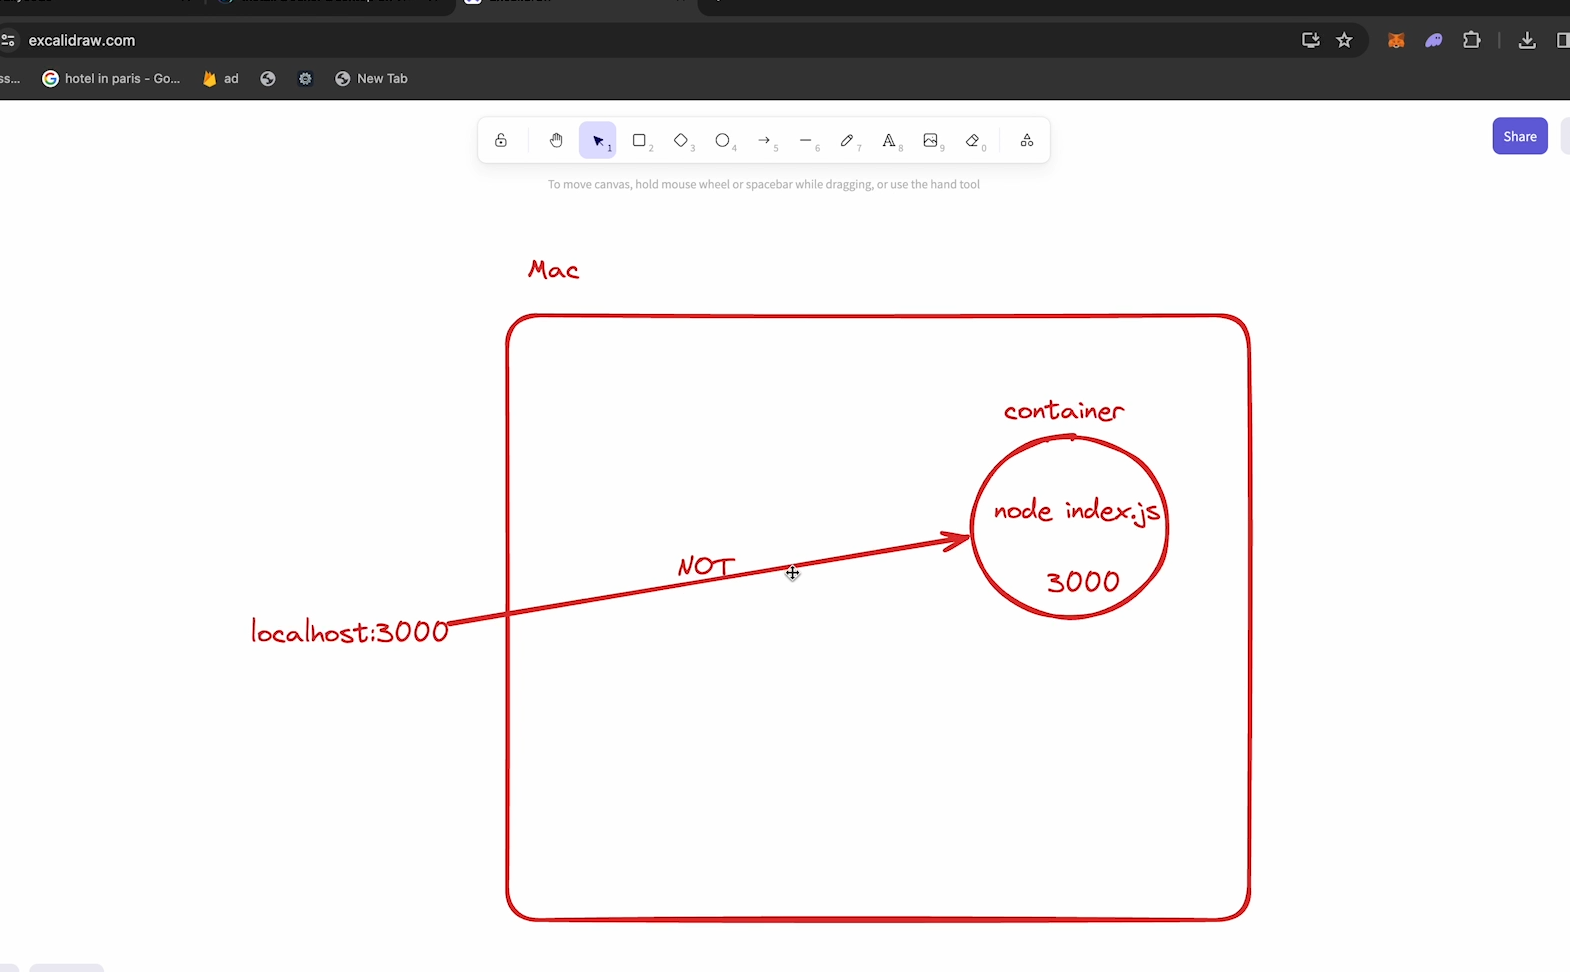 excalidraw.com
hotel in paris - Go...
ad
New Tab
1
2
3
4
5
6
7
8
9
0
Share
To move canvas, hold mouse wheel or spacebar while dragging, or use the hand tool
Mac
container
node index.js
3000
NOT
localhost:3000